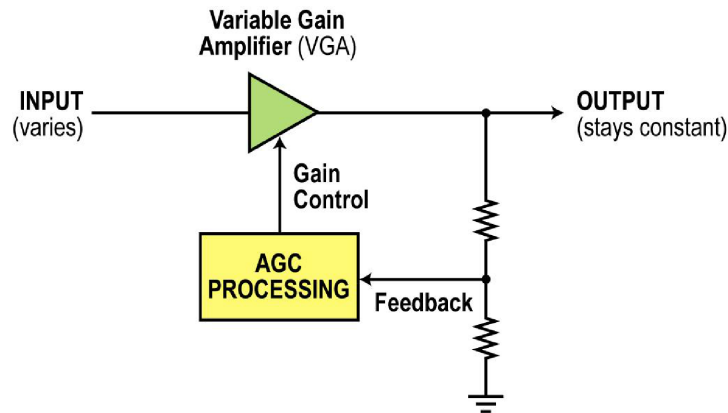 Variable Gain
Amplifier (VGA)
INPUT
(varies)
OUTPUT
(stays constant)
Gain
Control
AGC
PROCESSING
Feedback